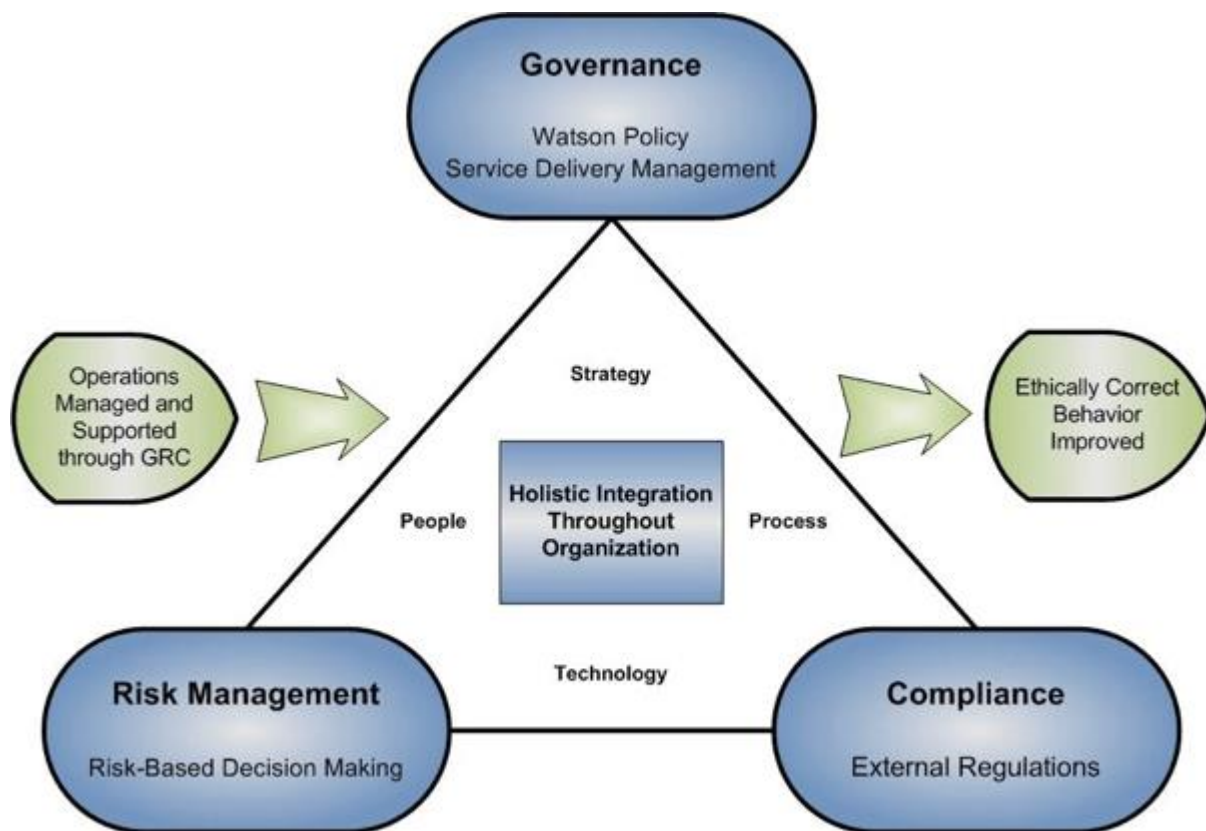 Governance
Watson Policy
Service Delivery Management
Operations
Managed and
Supported
through GRC
Strategy
Ethically Correct
Behavior
Improved
People
Holistic Integration
Throughout
Organization
Process
Technology
Risk Management
Risk-Based Decision Making
Compliance
External Regulations